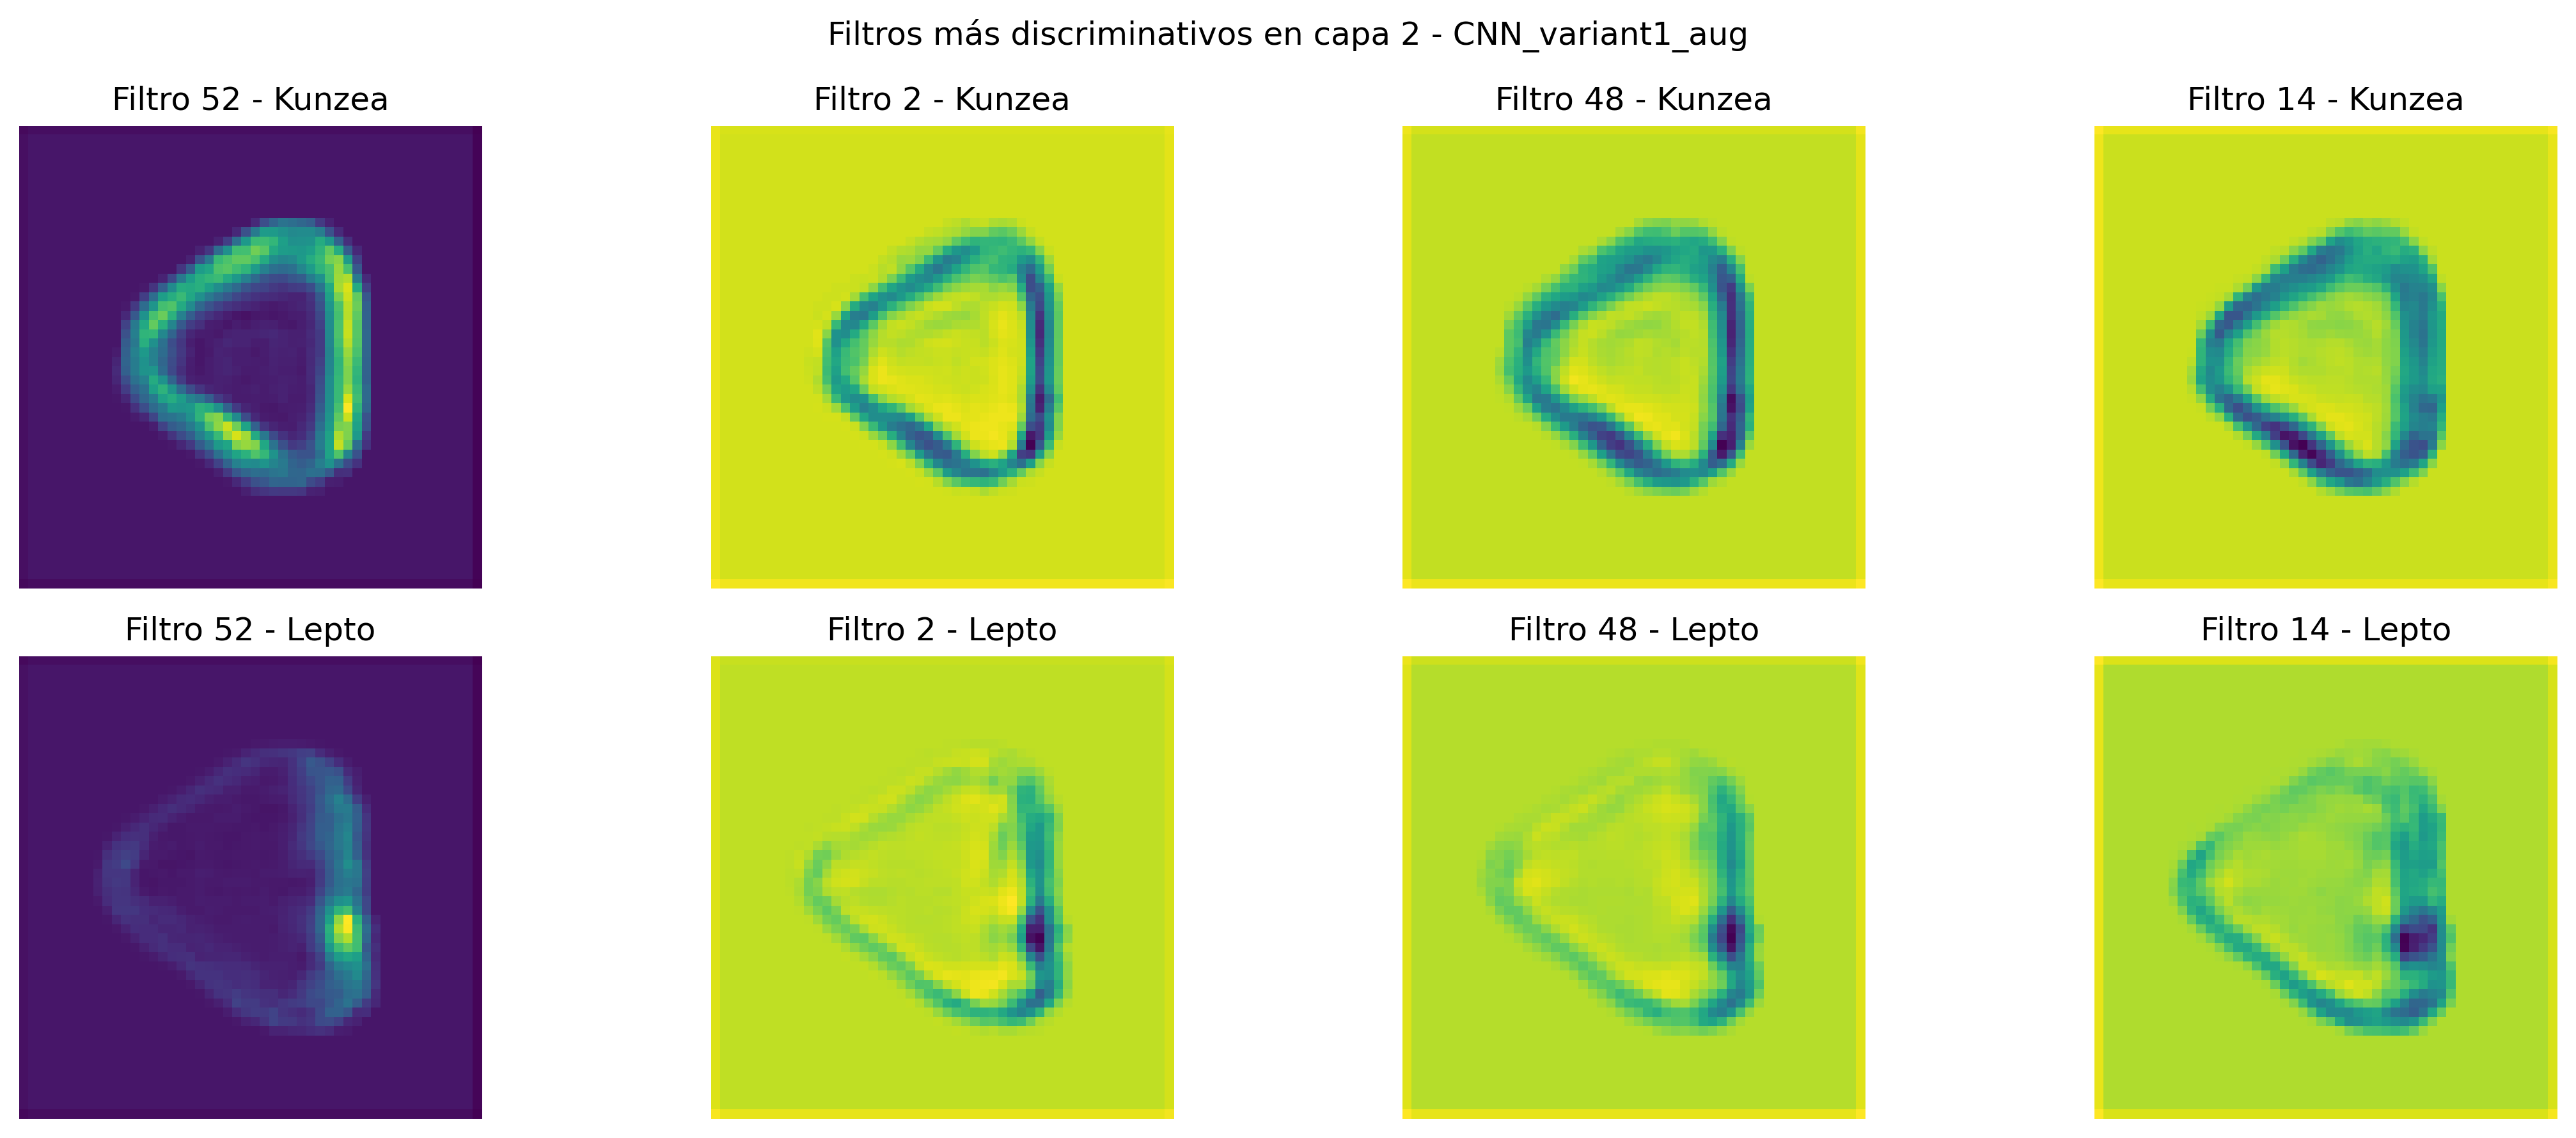 Filtros más discriminativos en capa 2 - CNN_variant1_aug
Filtro 52 - Kunzea
Filtro 2 - Kunzea
Filtro 48 - Kunzea
Filtro 14 - Kunzea
Filtro 52 - Lepto
Filtro 2 - Lepto
Filtro 48 - Lepto
Filtro 14 - Lepto